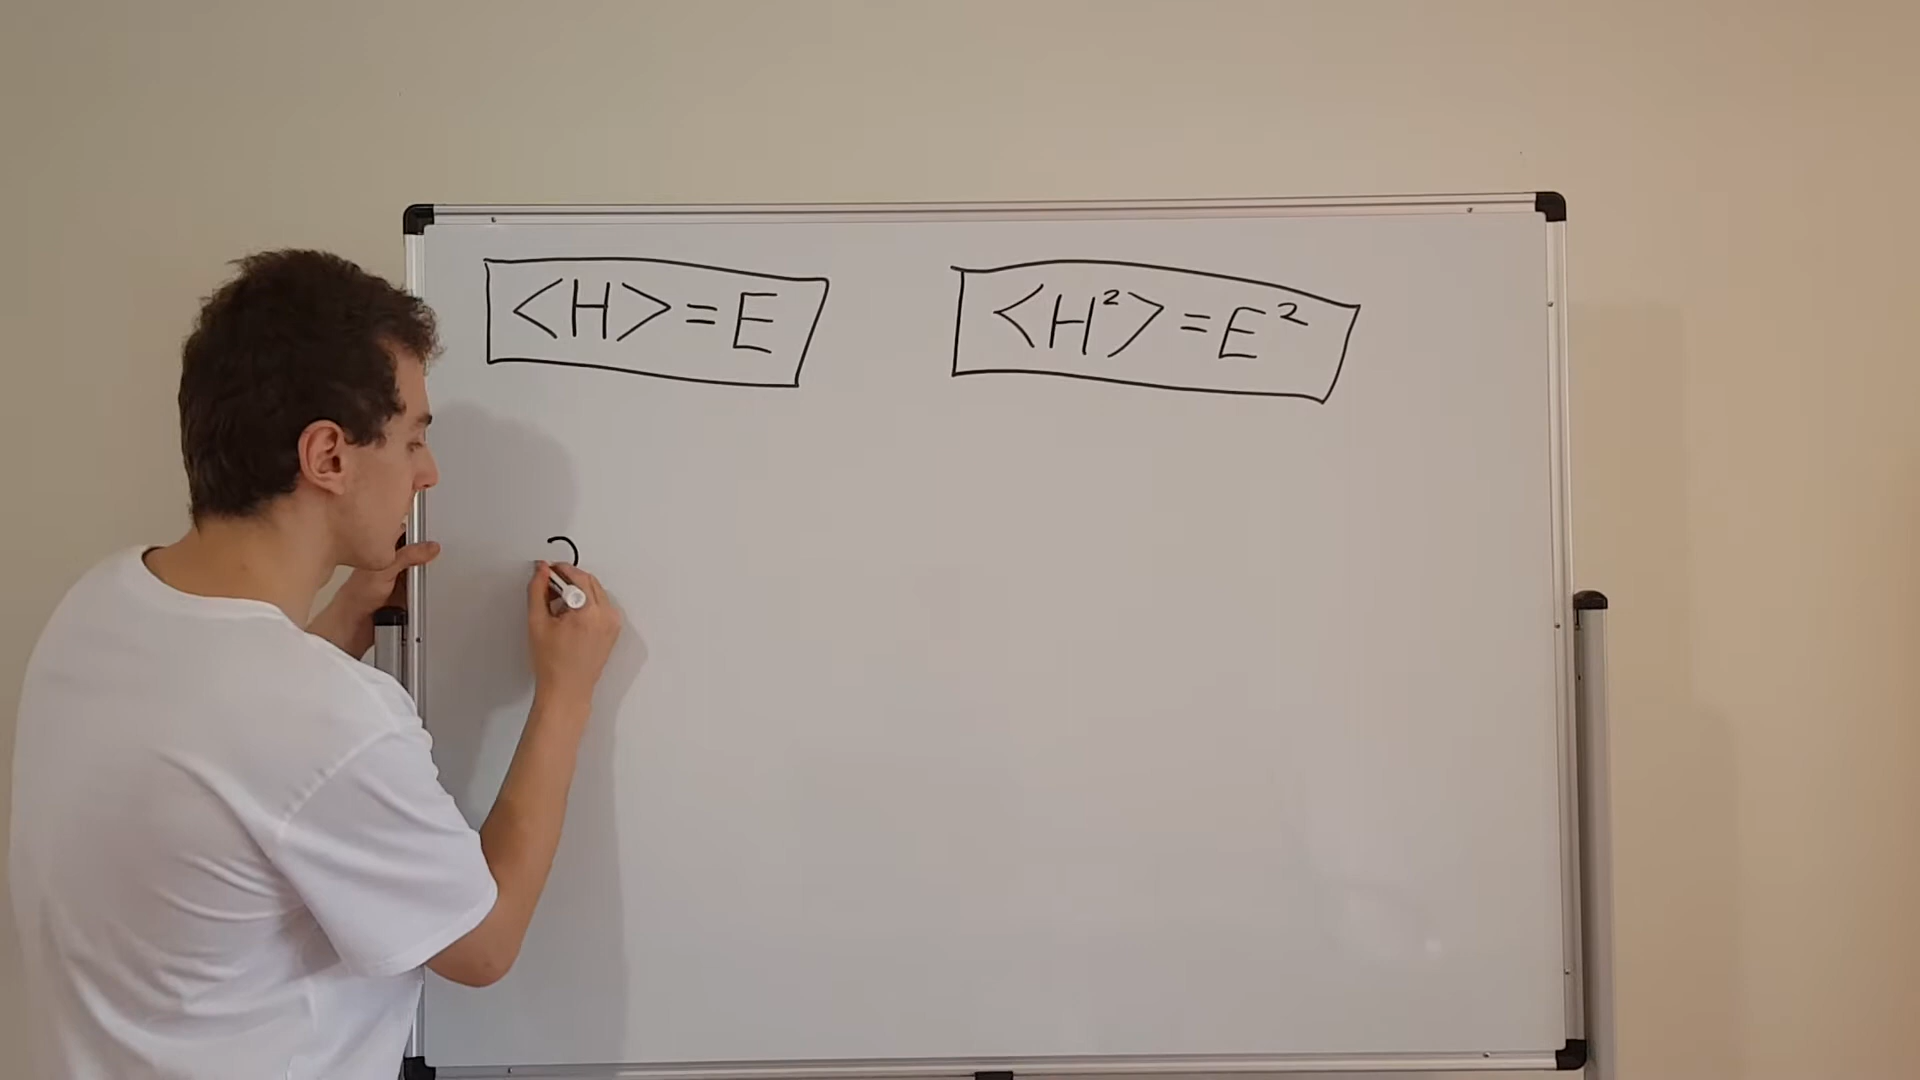 <H> = E
<H²> = E²